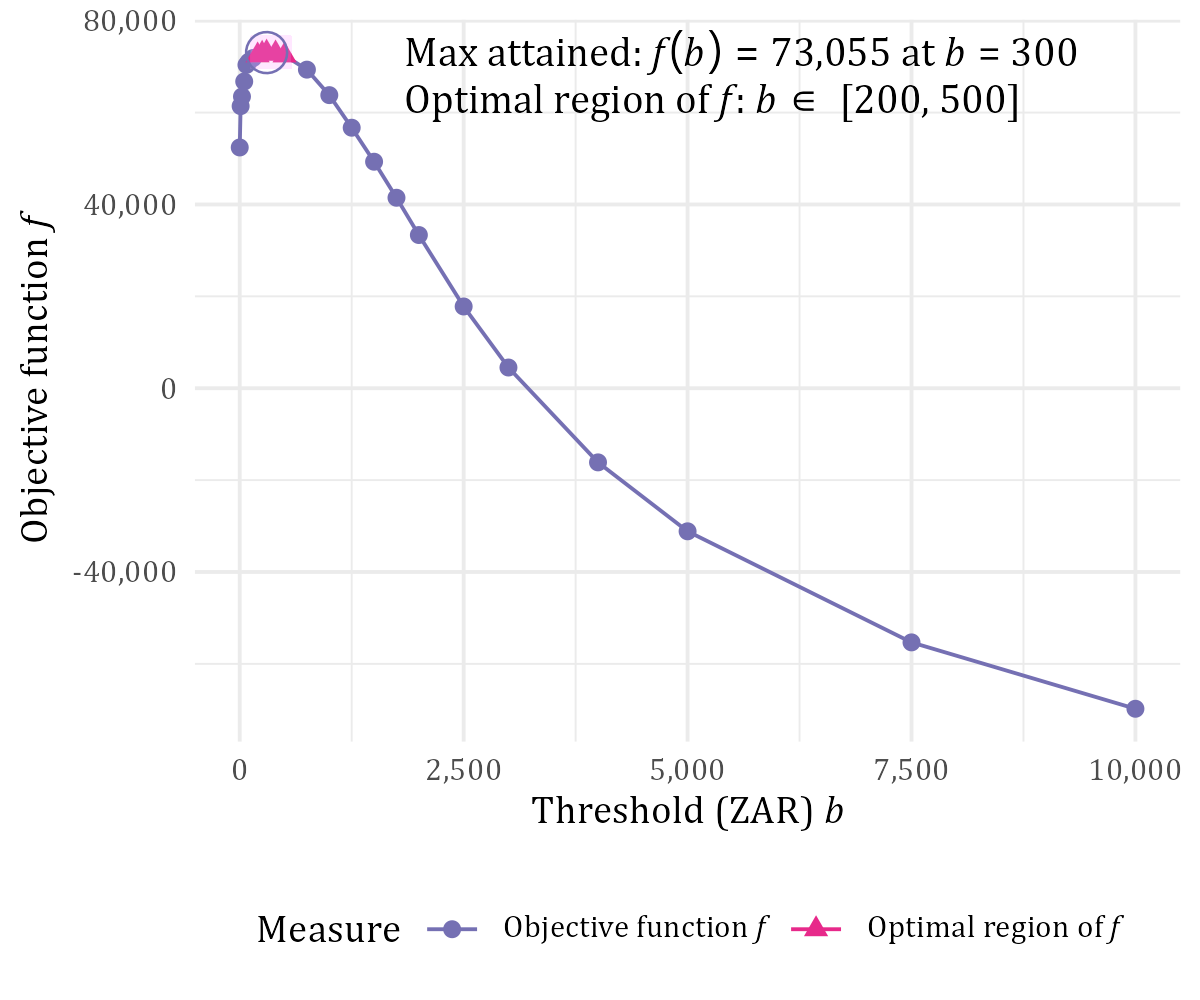 80,000
Max attained: f(b) = 73,055 at b = 300
Optimal region of f: b ∈ [200, 500]
40,000
0
-40,000
Objective function f
0 2,500 5,000 7,500 10,000
Threshold (ZAR) b
Measure Objective function f Optimal region of f